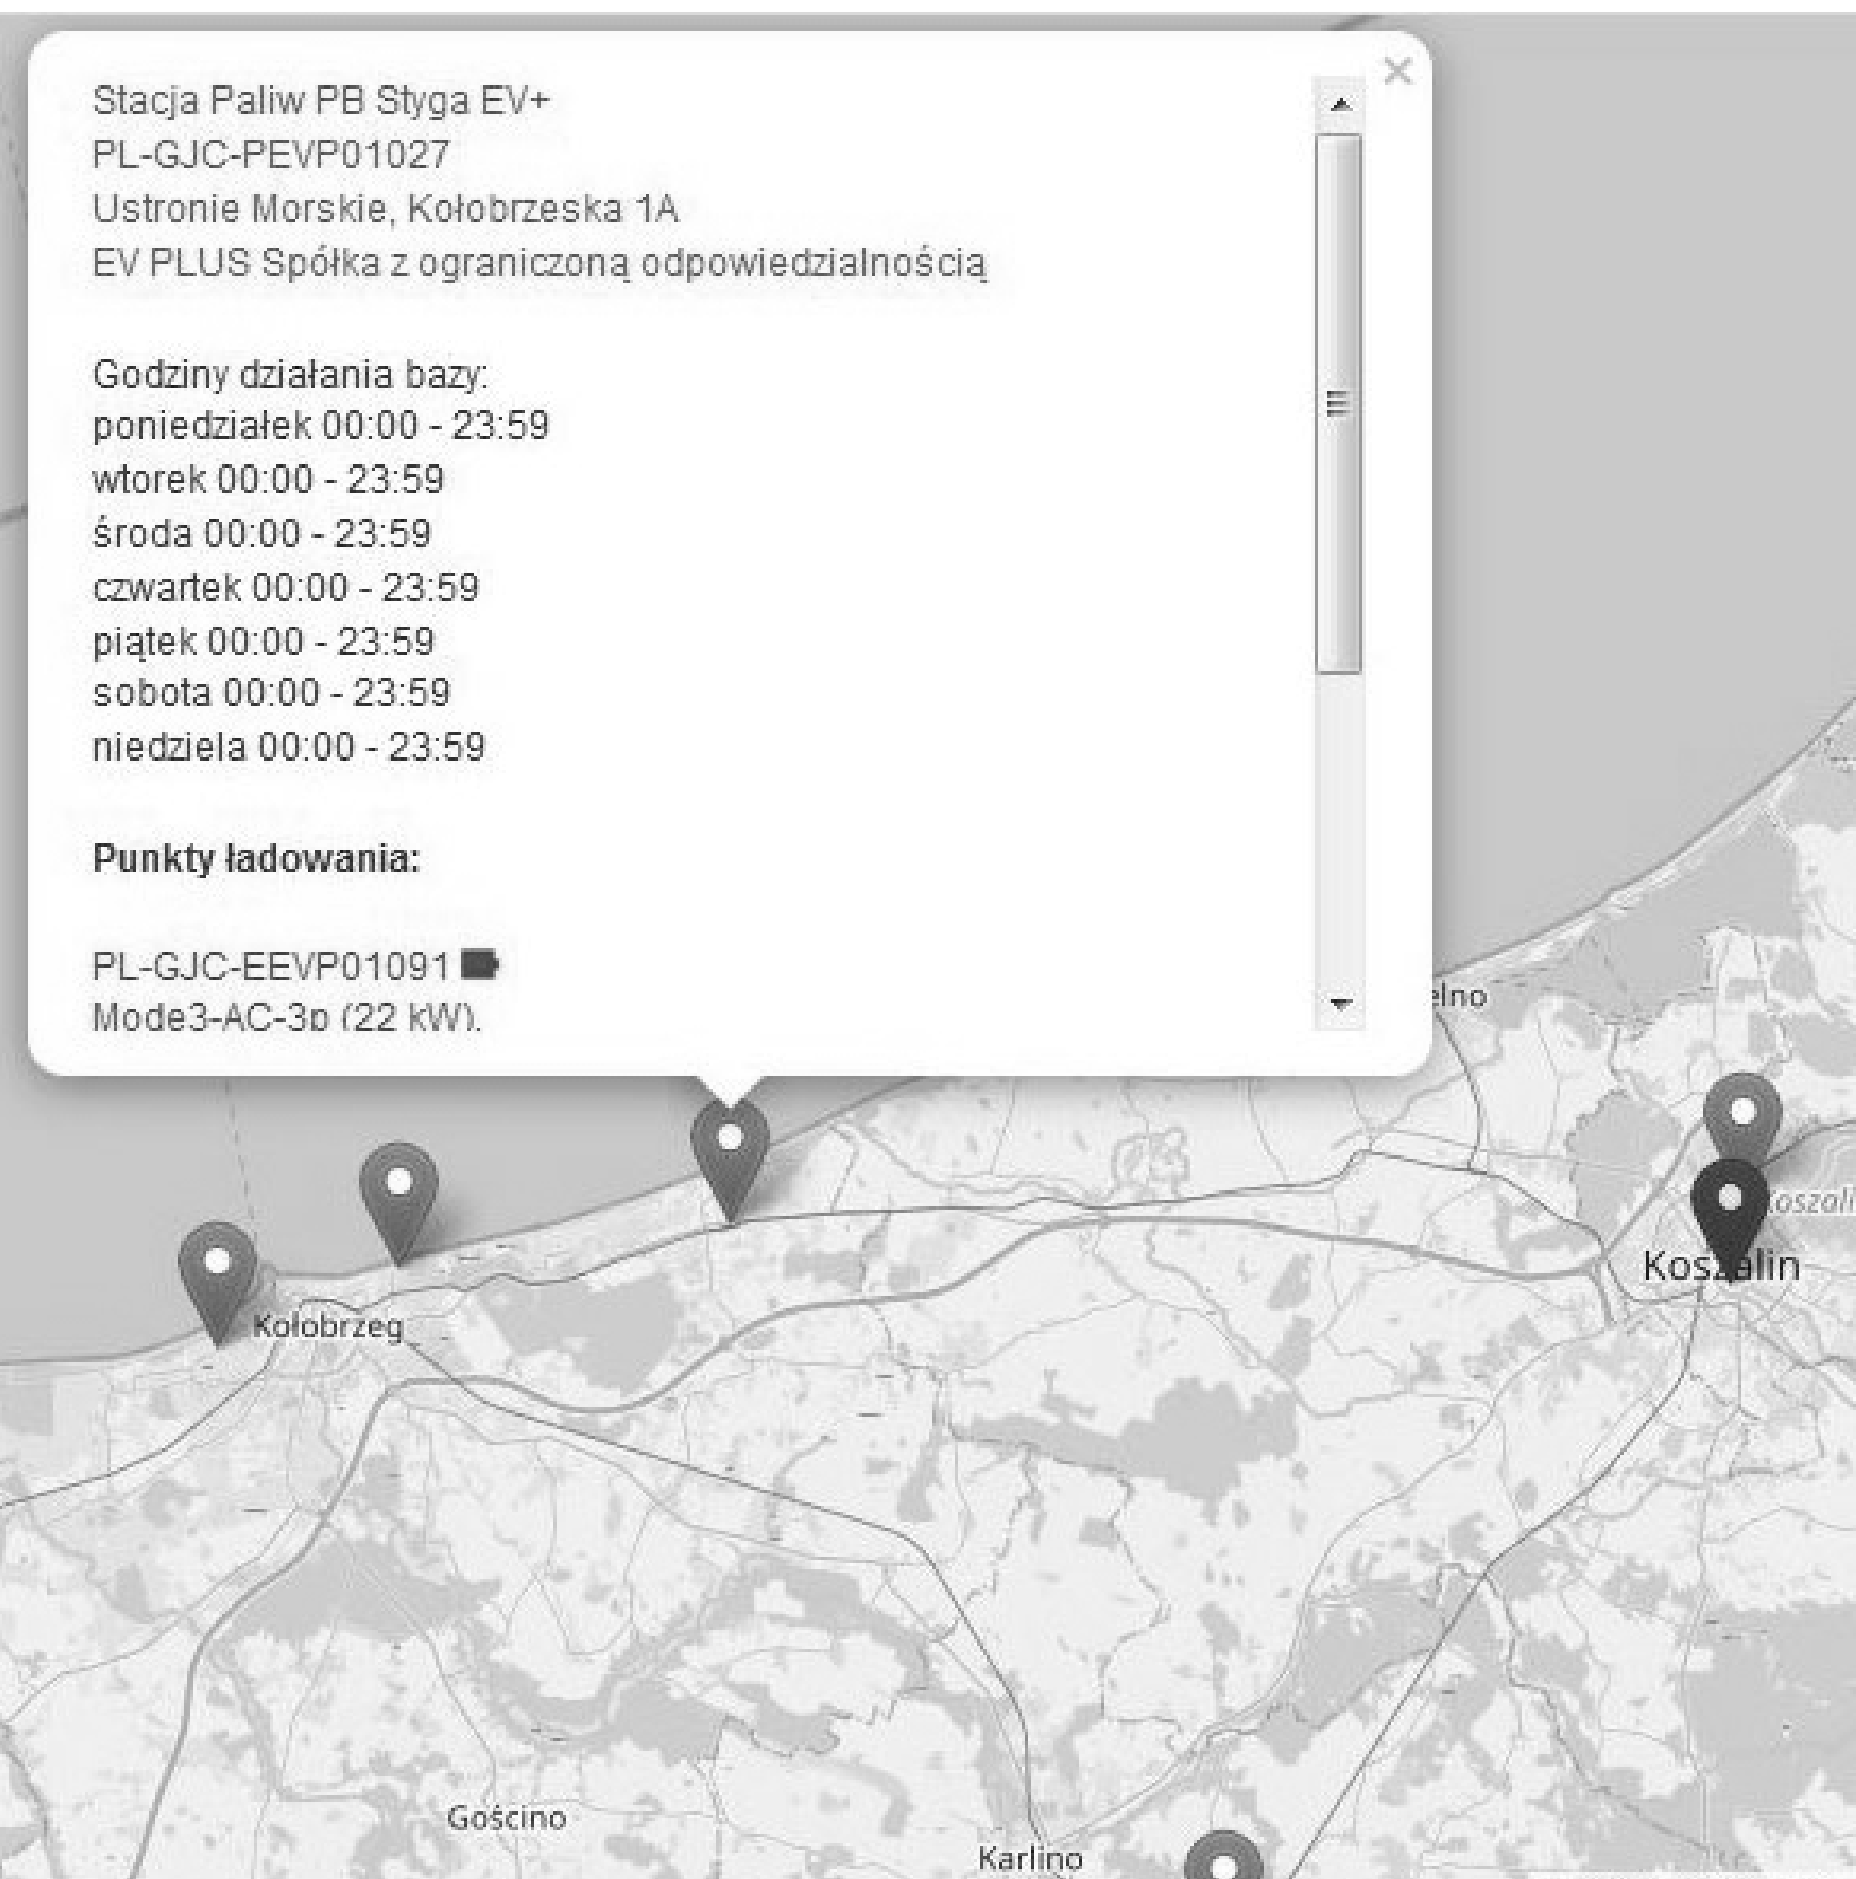 Stacja Paliw PB Styga EV+
PL-GJC-PEVP01027
Ustronie Morskie, Kołobrzeska 1A
EV PLUS Spółka z ograniczoną odpowiedzialnością
Godziny działania bazy:
poniedziałek 00:00 - 23:59
wtorek 00:00 - 23:59
środa 00:00 - 23:59
czwartek 00:00 - 23:59
piątek 00:00 - 23:59
sobota 00:00 - 23:59
niedziela 00:00 - 23:59
Punkty ładowania:
PL-GJC-EEVP01091
Mode3-AC-3p (22 kW),
Koszalin
Kołobrzeg
Gościno
Karlino